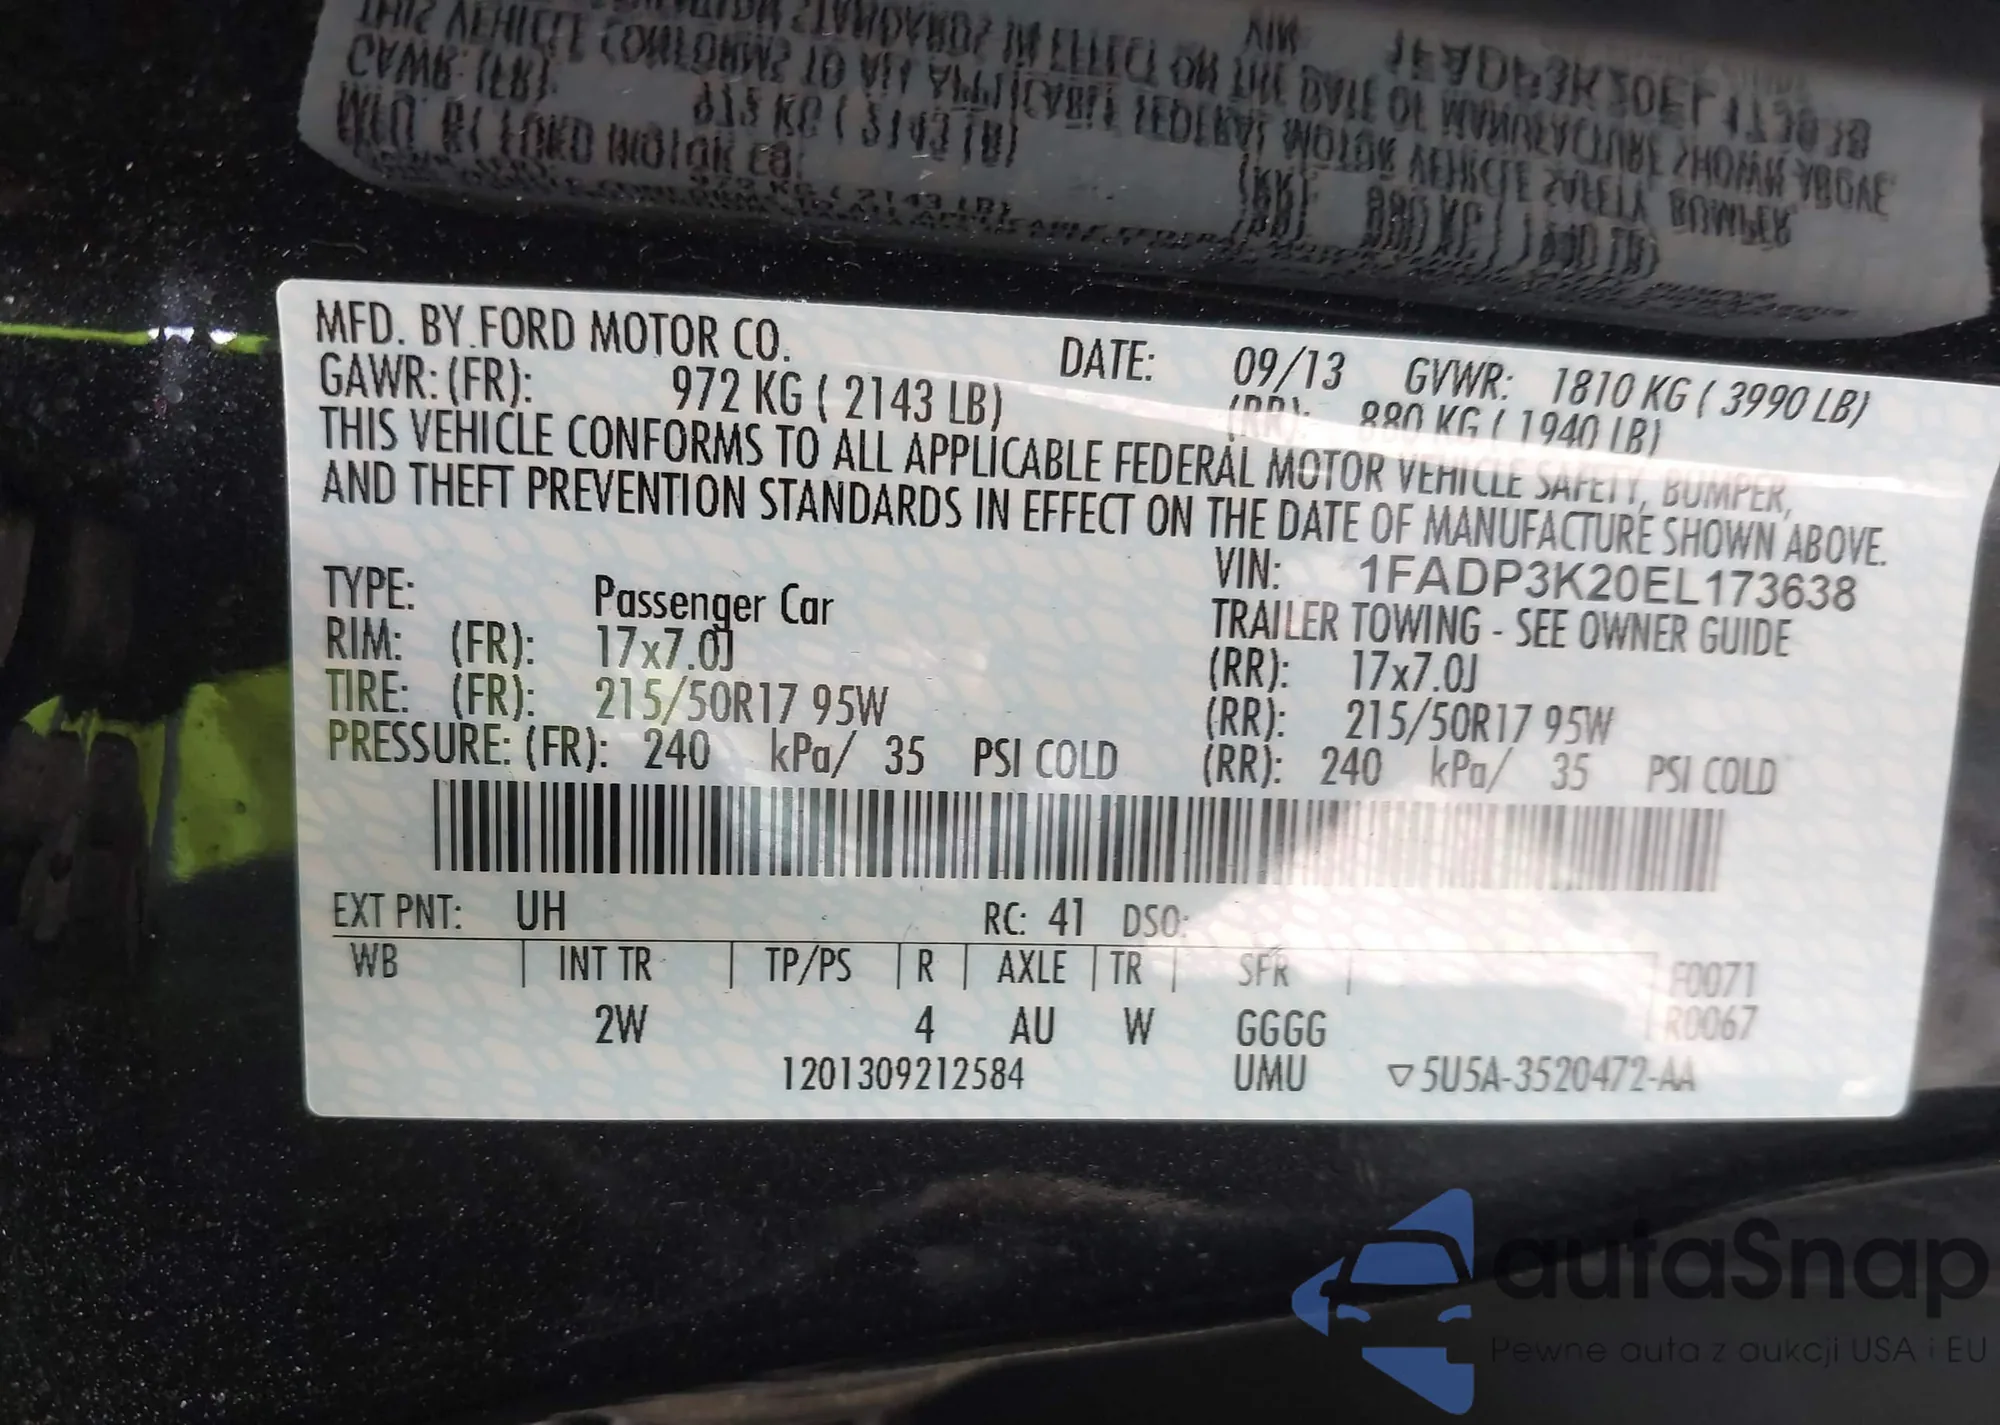 MFD. BY FORD MOTOR CO. DATE: 09/13 GVWR: 1810 KG ( 3990 LB)
GAWR: (FR): 972 KG ( 2143 LB) (RR): 880 KG ( 1940 LB)
THIS VEHICLE CONFORMS TO ALL APPLICABLE FEDERAL MOTOR VEHICLE SAFETY, BUMPER,
AND THEFT PREVENTION STANDARDS IN EFFECT ON THE DATE OF MANUFACTURE SHOWN ABOVE.
VIN: 1FADP3K20EL173638
TYPE: Passenger Car TRAILER TOWING - SEE OWNER GUIDE
RIM: (FR): 17x7.0J (RR): 17x7.0J
TIRE: (FR): 215/50R17 95W (RR): 215/50R17 95W
PRESSURE: (FR): 240 kPa/ 35 PSI COLD (RR): 240 kPa/ 35 PSI COLD
EXT PNT: UH RC: 41 DSO:
WB | INT TR | TP/PS | R | AXLE | TR | SFR | F0071
2W 4 AU W GGGG R0067
1201309212584 UMU ▽5U5A-3520472-AA
autaSnap
Pewne auta z aukcji USA i EU